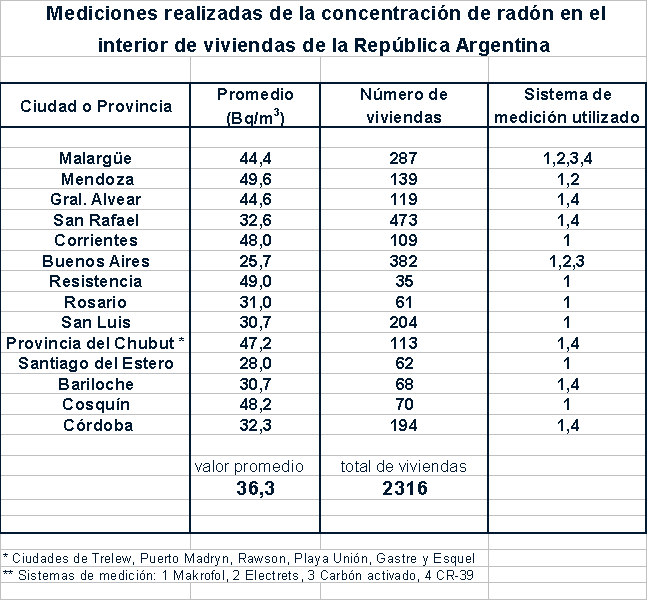 Mediciones realizadas de la concentración de radón en el
interior de viviendas de la República Argentina
Ciudad o Provincia Promedio (Bq/m³) Número de viviendas Sistema de medición utilizado
Malargüe 44,4 287 1,2,3,4
Mendoza 49,6 139 1,2
Gral. Alvear 44,6 119 1,4
San Rafael 32,6 473 1,4
Corrientes 48,0 109 1
Buenos Aires 25,7 382 1,2,3
Resistencia 49,0 35 1
Rosario 31,0 61 1
San Luis 30,7 204 1
Provincia del Chubut * 47,2 113 1,4
Santiago del Estero 28,0 62 1
Bariloche 30,7 68 1,4
Cosquín 48,2 70 1
Córdoba 32,3 194 1,4
valor promedio total de viviendas
36,3 2316
* Ciudades de Trelew, Puerto Madryn, Rawson, Playa Unión, Gastre y Esquel
** Sistemas de medición: 1 Makrofol, 2 Electrets, 3 Carbón activado, 4 CR-39